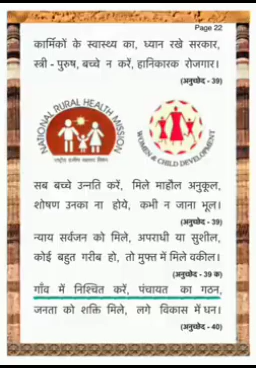 Page 22
कार्मिकों के स्वास्थ्य का, ध्यान रखे सरकार,
स्त्री - पुरुष, बच्चे न करें, हानिकारक रोजगार।
(अनुच्छेद - 39)
NATIONAL RURAL HEALTH MISSION
WOMEN & CHILD DEVELOPMENT
सब बच्चे उन्नति करें, मिले माहौल अनुकूल,
शोषण उनका ना होये, कभी न जाना भूल।
(अनुच्छेद - 39)
न्याय सर्वजन को मिले, अपराधी या सुशील,
कोई बहुत गरीब हो, तो मुफ्त में मिले वकील।
(अनुच्छेद - 39 क)
गाँव में निश्चित करें, पंचायत का गठन,
जनता को शक्ति मिले, लगे विकास में धन।
(अनुच्छेद - 40)